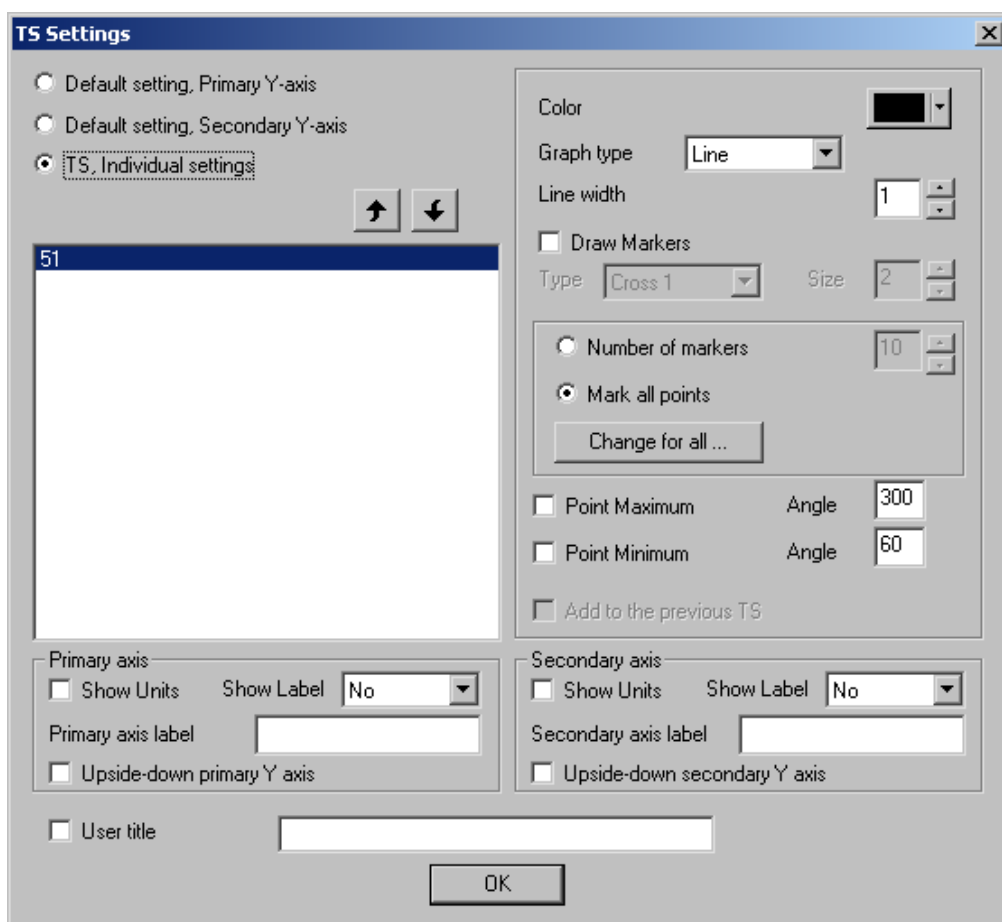 TS Settings
Default setting, Primary Y-axis
Default setting, Secondary Y-axis
TS, Individual settings
51
Color
Graph type Line
Line width 1
Draw Markers
Type Cross 1 Size 2
Number of markers 10
Mark all points
Change for all ...
Point Maximum Angle 300
Point Minimum Angle 60
Add to the previous TS
Primary axis
Show Units Show Label No
Primary axis label
Upside-down primary Y axis
Secondary axis
Show Units Show Label No
Secondary axis label
Upside-down secondary Y axis
User title
OK